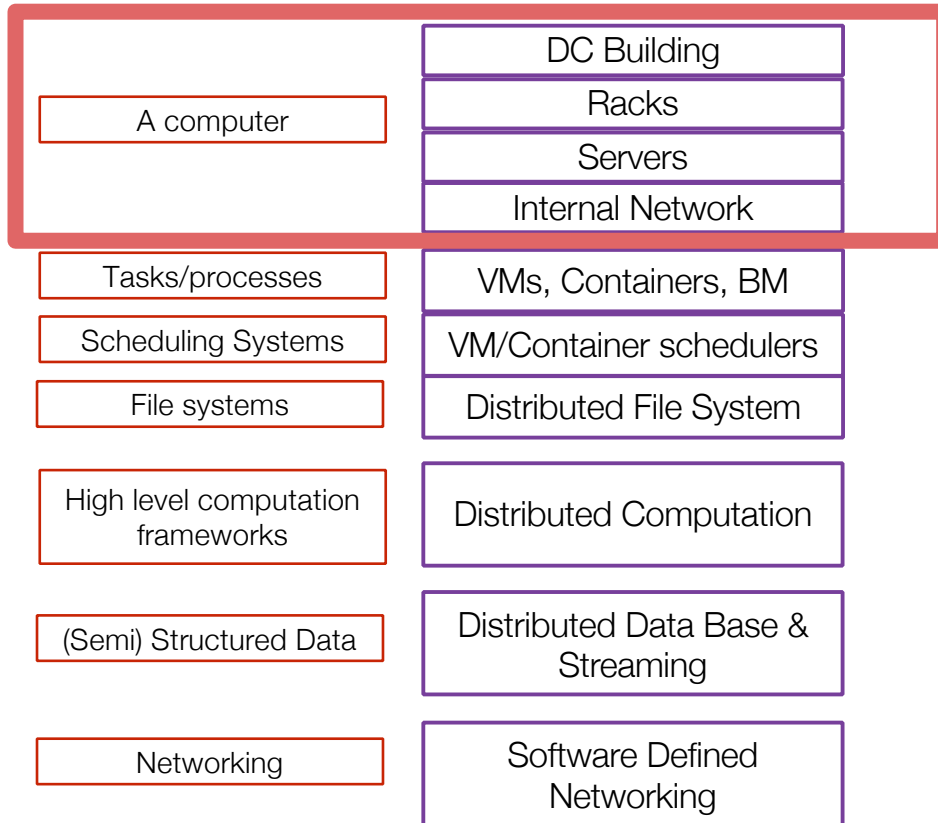 A computer
DC Building
Racks
Servers
Internal Network
Tasks/processes
VMs, Containers, BM
Scheduling Systems
VM/Container schedulers
File systems
Distributed File System
High level computation
frameworks
Distributed Computation
(Semi) Structured Data
Distributed Data Base &
Streaming
Networking
Software Defined
Networking